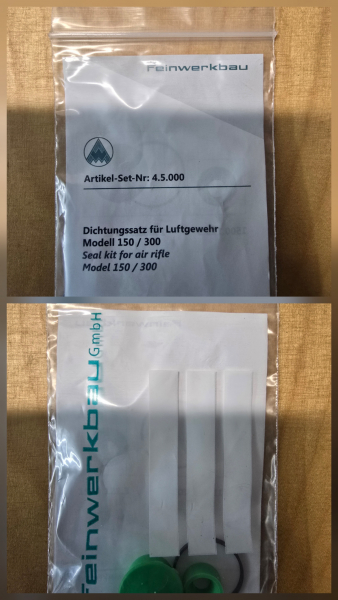 Feinwerkbau
Artikel-Set-Nr: 4.5.000
Dichtungssatz für Luftgewehr
Modell 150 / 300
Seal kit for air rifle
Model 150 / 300
Feinwerkbau GmbH